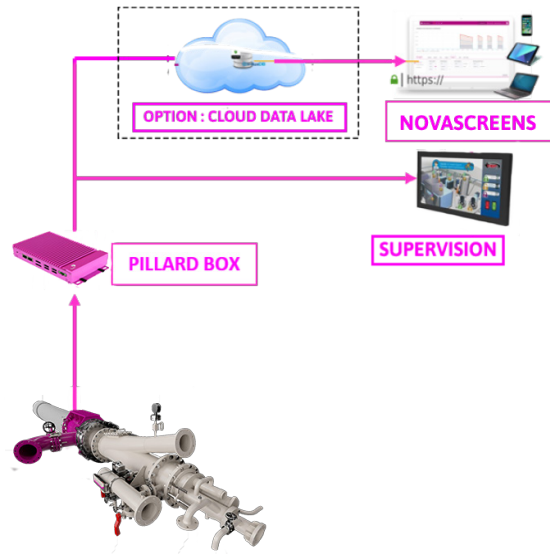 OPTION : CLOUD DATA LAKE
https://
NOVASCREENS
SUPERVISION
PILLARD BOX